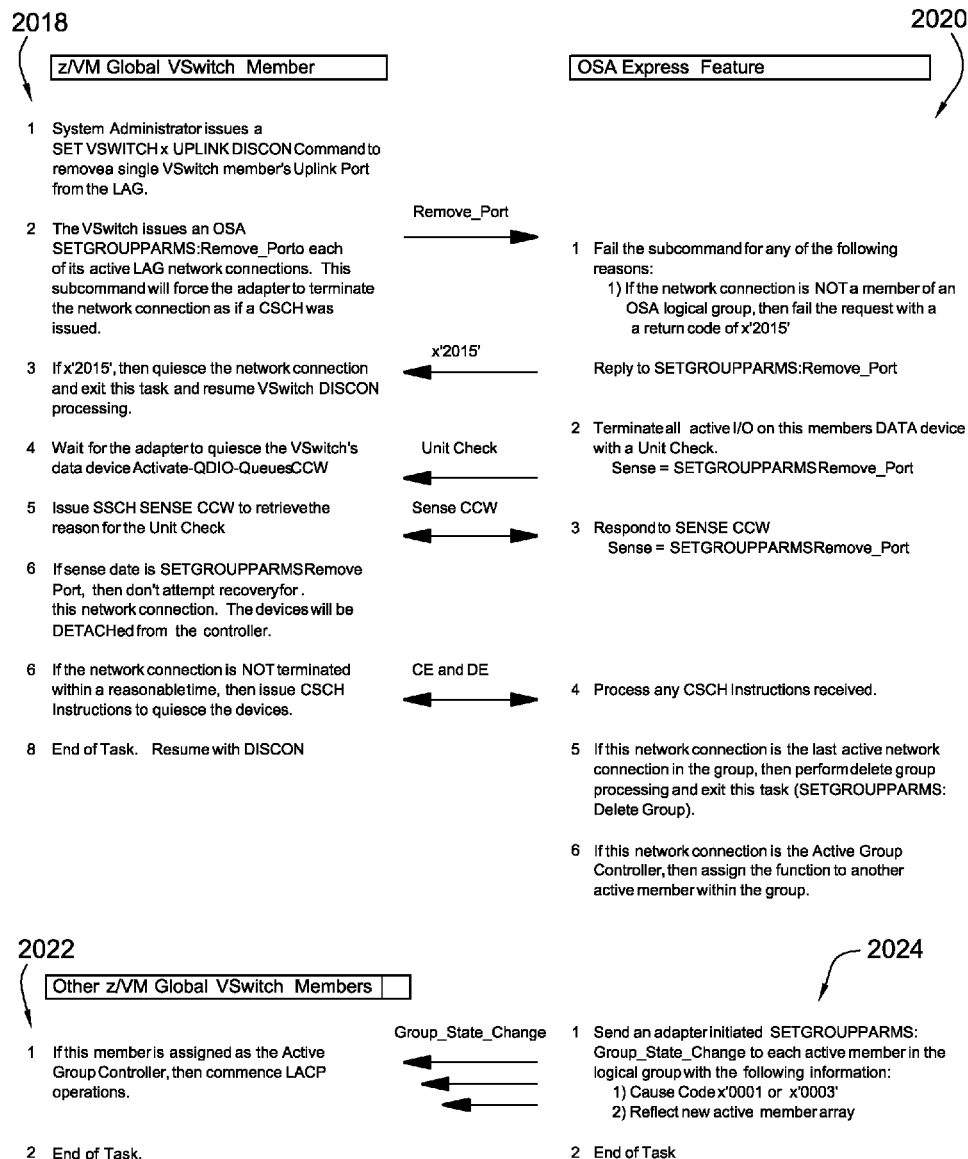 2018
2020
z/VM Global VSwitch Member
OSA Express Feature
1 System Administrator issues a
SET VSWITCH x UPLINK DISCON Command to
removea single VSwitch member's Uplink Port
from the LAG.
2 The VSwitch issues an OSA
SETGROUPPARMS:Remove_Porto each
of its active LAG network connections. This
subcommand will force the adapter to terminate
the network connection as if a CSCH was
issued.
3 If x'2015', then quiesce the network connection
and exit this task and resume VSwitch DISCON
processing.
4 Wait for the adapter to quiesce the VSwitch's
data device Activate-QDIO-QueuesCCW
5 Issue SSCH SENSE CCW to retrieve the
reason for the Unit Check
6 If sense date is SETGROUPPARMS Remove
Port, then don't attempt recovery for .
this network connection. The devices will be
DETACHed from the controller.
6 If the network connection is NOT terminated
within a reasonable time, then issue CSCH
Instructions to quiesce the devices.
8 End of Task. Resume with DISCON
Remove_Port
x'2015'
Unit Check
Sense CCW
CE and DE
1 Fail the subcommand for any of the following
reasons:
1) If the network connection is NOT a member of an
OSA logical group, then fail the request with a
a return code of x'2015'
Reply to SETGROUPPARMS:Remove_Port
2 Terminate all active I/O on this members DATA device
with a Unit Check.
Sense = SETGROUPPARMS Remove_Port
3 Respond to SENSE CCW
Sense = SETGROUPPARMS Remove_Port
4 Process any CSCH Instructions received.
5 If this network connection is the last active network
connection in the group, then perform delete group
processing and exit this task (SETGROUPPARMS:
Delete Group).
6 If this network connection is the Active Group
Controller, then assign the function to another
active member within the group.
2022
2024
Other z/VM Global VSwitch Members
1 If this member is assigned as the Active
Group Controller, then commence LACP
operations.
2 End of Task.
Group_State_Change
1 Send an adapter initiated SETGROUPPARMS:
Group_State_Change to each active member in the
logical group with the following information:
1) Cause Code x'0001 or x'0003'
2) Reflect new active member array
2 End of Task